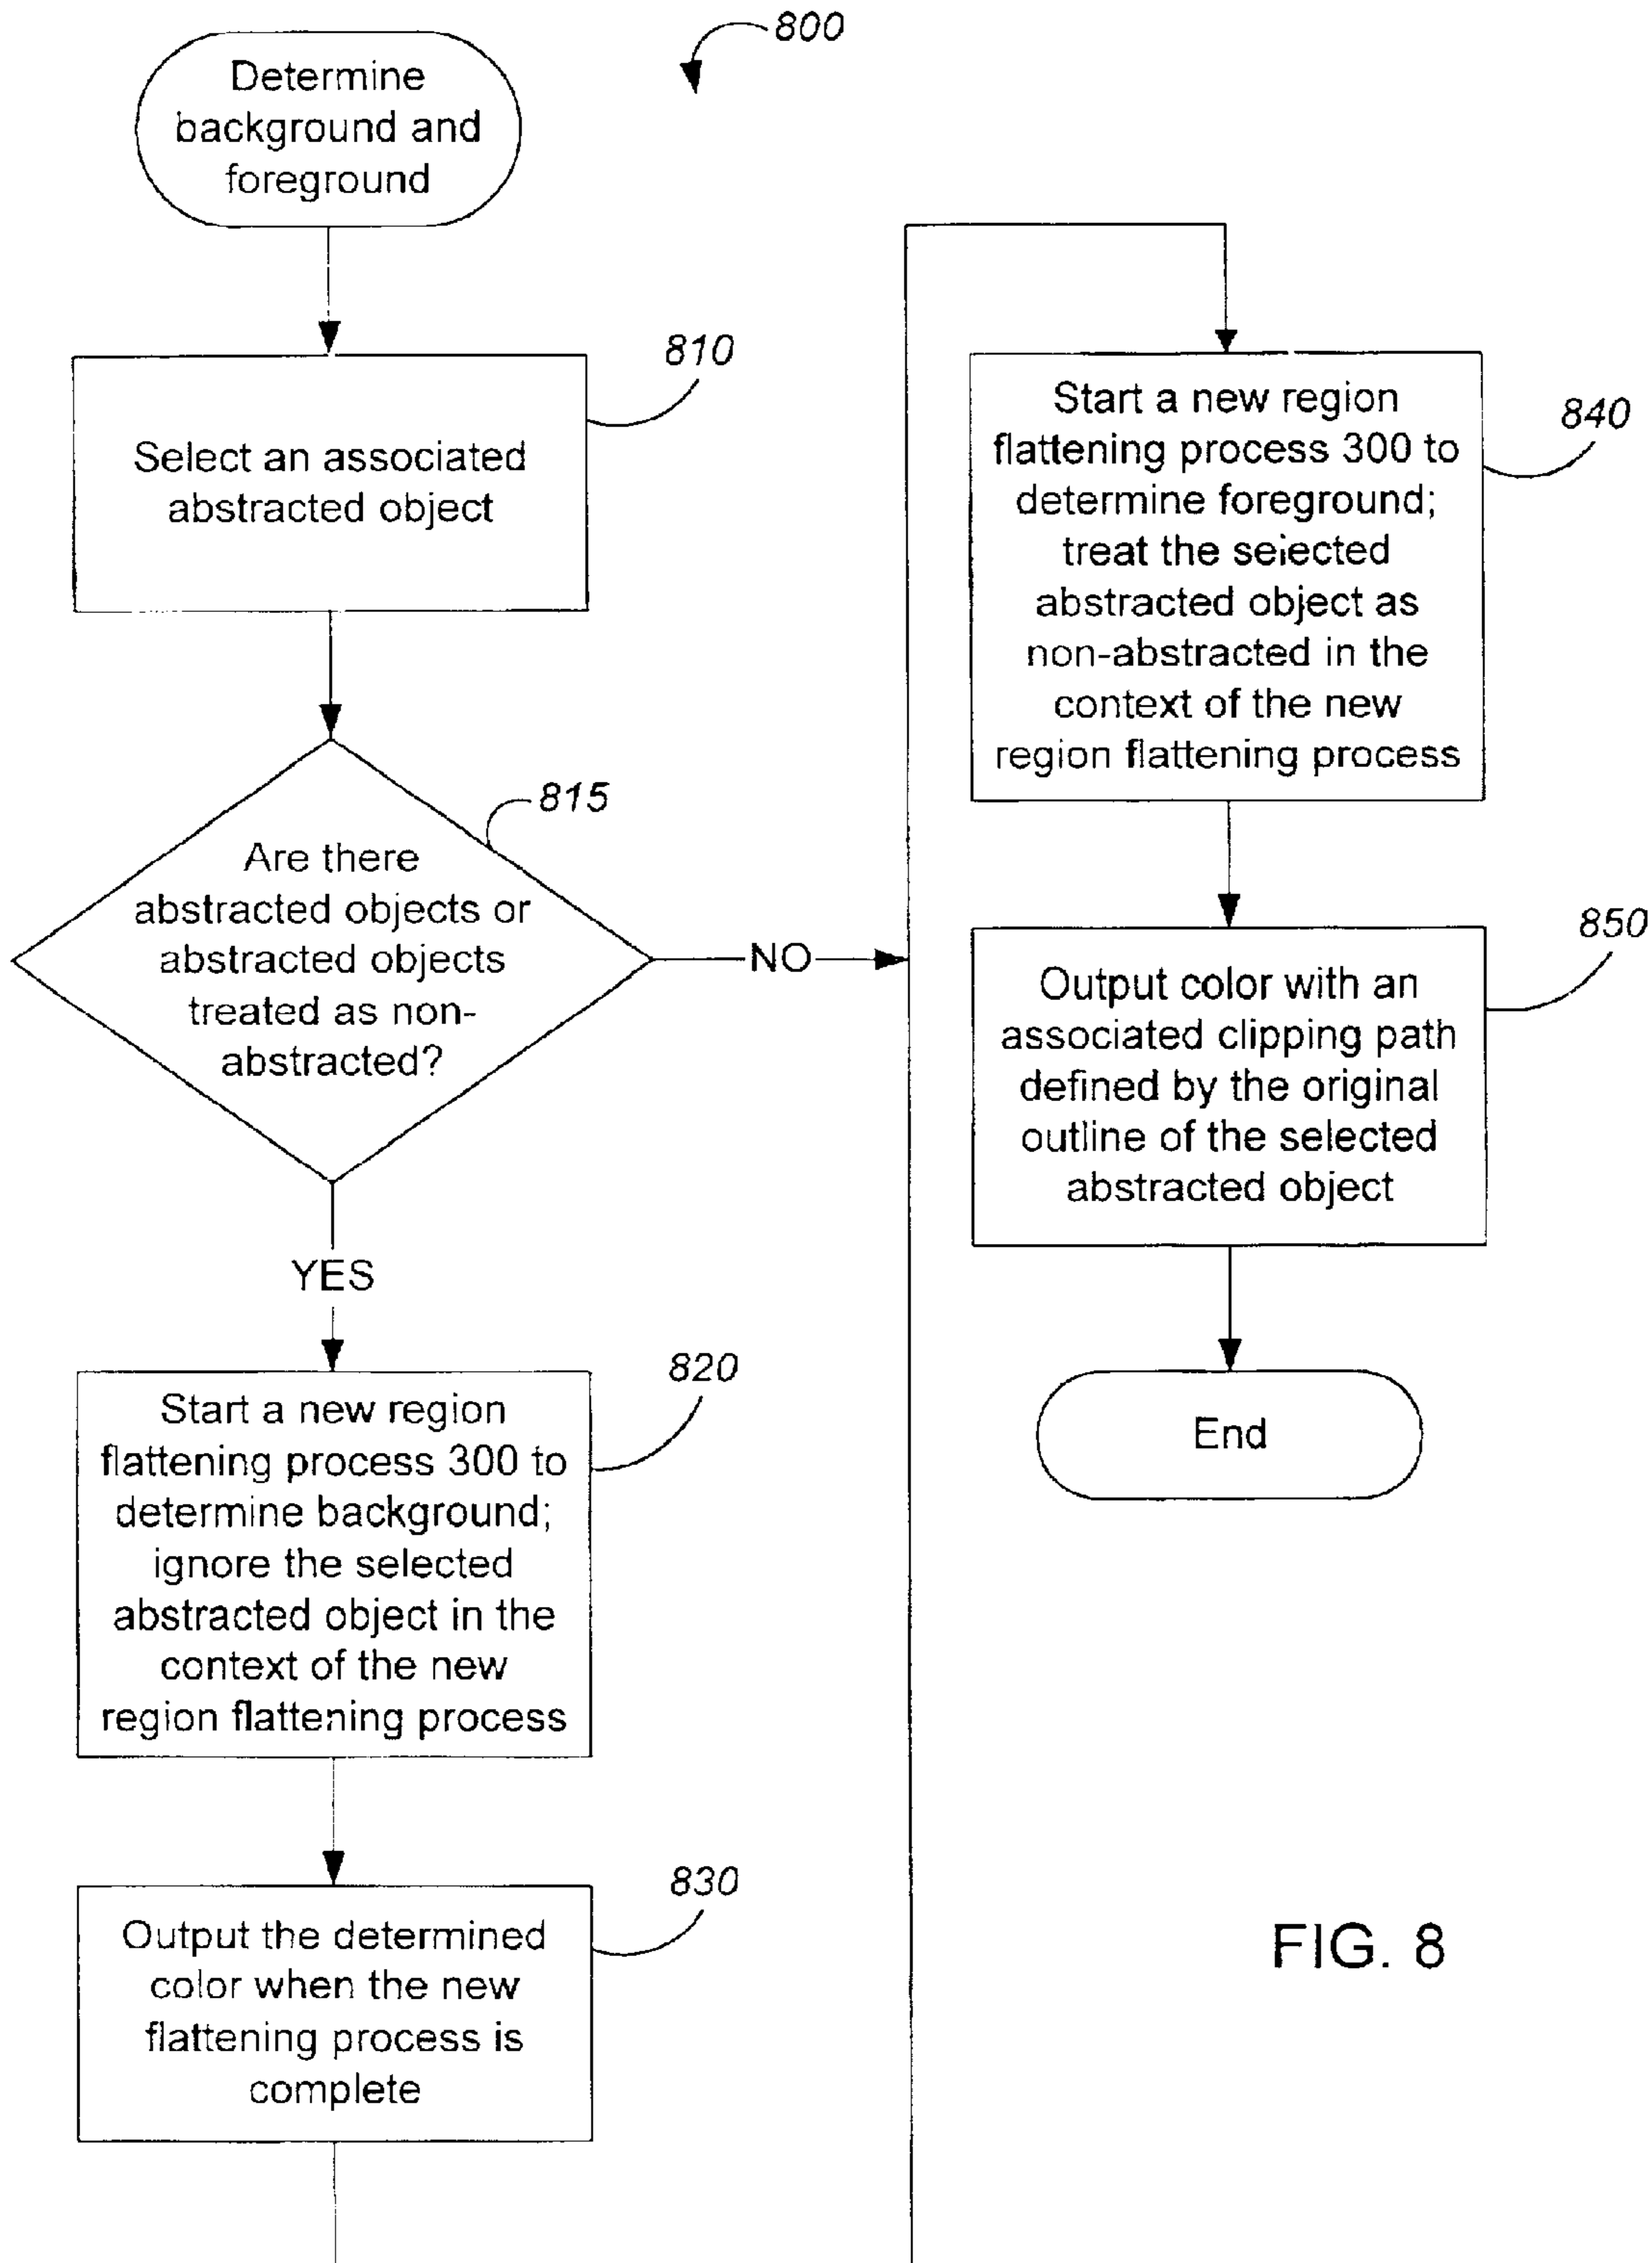 800
Determine
background and
foreground
810
Select an associated
abstracted object
815
Are there
abstracted objects or
abstracted objects
treated as non-
abstracted?
NO
YES
820
Start a new region
flattening process 300 to
determine background;
ignore the selected
abstracted object in the
context of the new
region flattening process
830
Output the determined
color when the new
flattening process is
complete
840
Start a new region
flattening process 300 to
determine foreground;
treat the selected
abstracted object as
non-abstracted in the
context of the new
region flattening process
850
Output color with an
associated clipping path
defined by the original
outline of the selected
abstracted object
End
FIG. 8